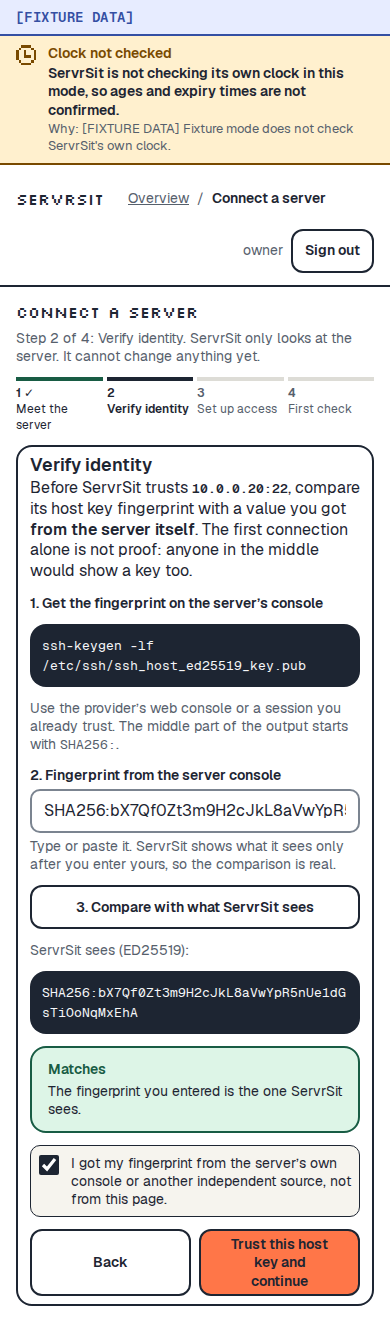 [FIXTURE DATA]
Clock not checked
ServrSit is not checking its own clock in this
mode, so ages and expiry times are not
confirmed.
Why: [FIXTURE DATA] Fixture mode does not check
ServrSit's own clock.
SERVRSIT
Overview / Connect a server
owner
Sign out
CONNECT A SERVER
Step 2 of 4: Verify identity. ServrSit only looks at the
server. It cannot change anything yet.
1 ✓
Meet the
server
2
Verify identity
3
Set up access
4
First check
Verify identity
Before ServrSit trusts 10.0.0.20:22, compare
its host key fingerprint with a value you got
from the server itself. The first connection
alone is not proof: anyone in the middle
would show a key too.
1. Get the fingerprint on the server's console
ssh-keygen -lf
/etc/ssh/ssh_host_ed25519_key.pub
Use the provider's web console or a session you
already trust. The middle part of the output starts
with SHA256:.
2. Fingerprint from the server console
SHA256:bX7Qf0Zt3m9H2cJkL8aVwYpR5
Type or paste it. ServrSit shows what it sees only
after you enter yours, so the comparison is real.
3. Compare with what ServrSit sees
ServrSit sees (ED25519):
SHA256:bX7Qf0Zt3m9H2cJkL8aVwYpR5nUe1dG
sTiOoNqMxEhA
Matches
The fingerprint you entered is the one ServrSit
sees.
I got my fingerprint from the server's own
console or another independent source, not
from this page.
Back
Trust this host
key and
continue